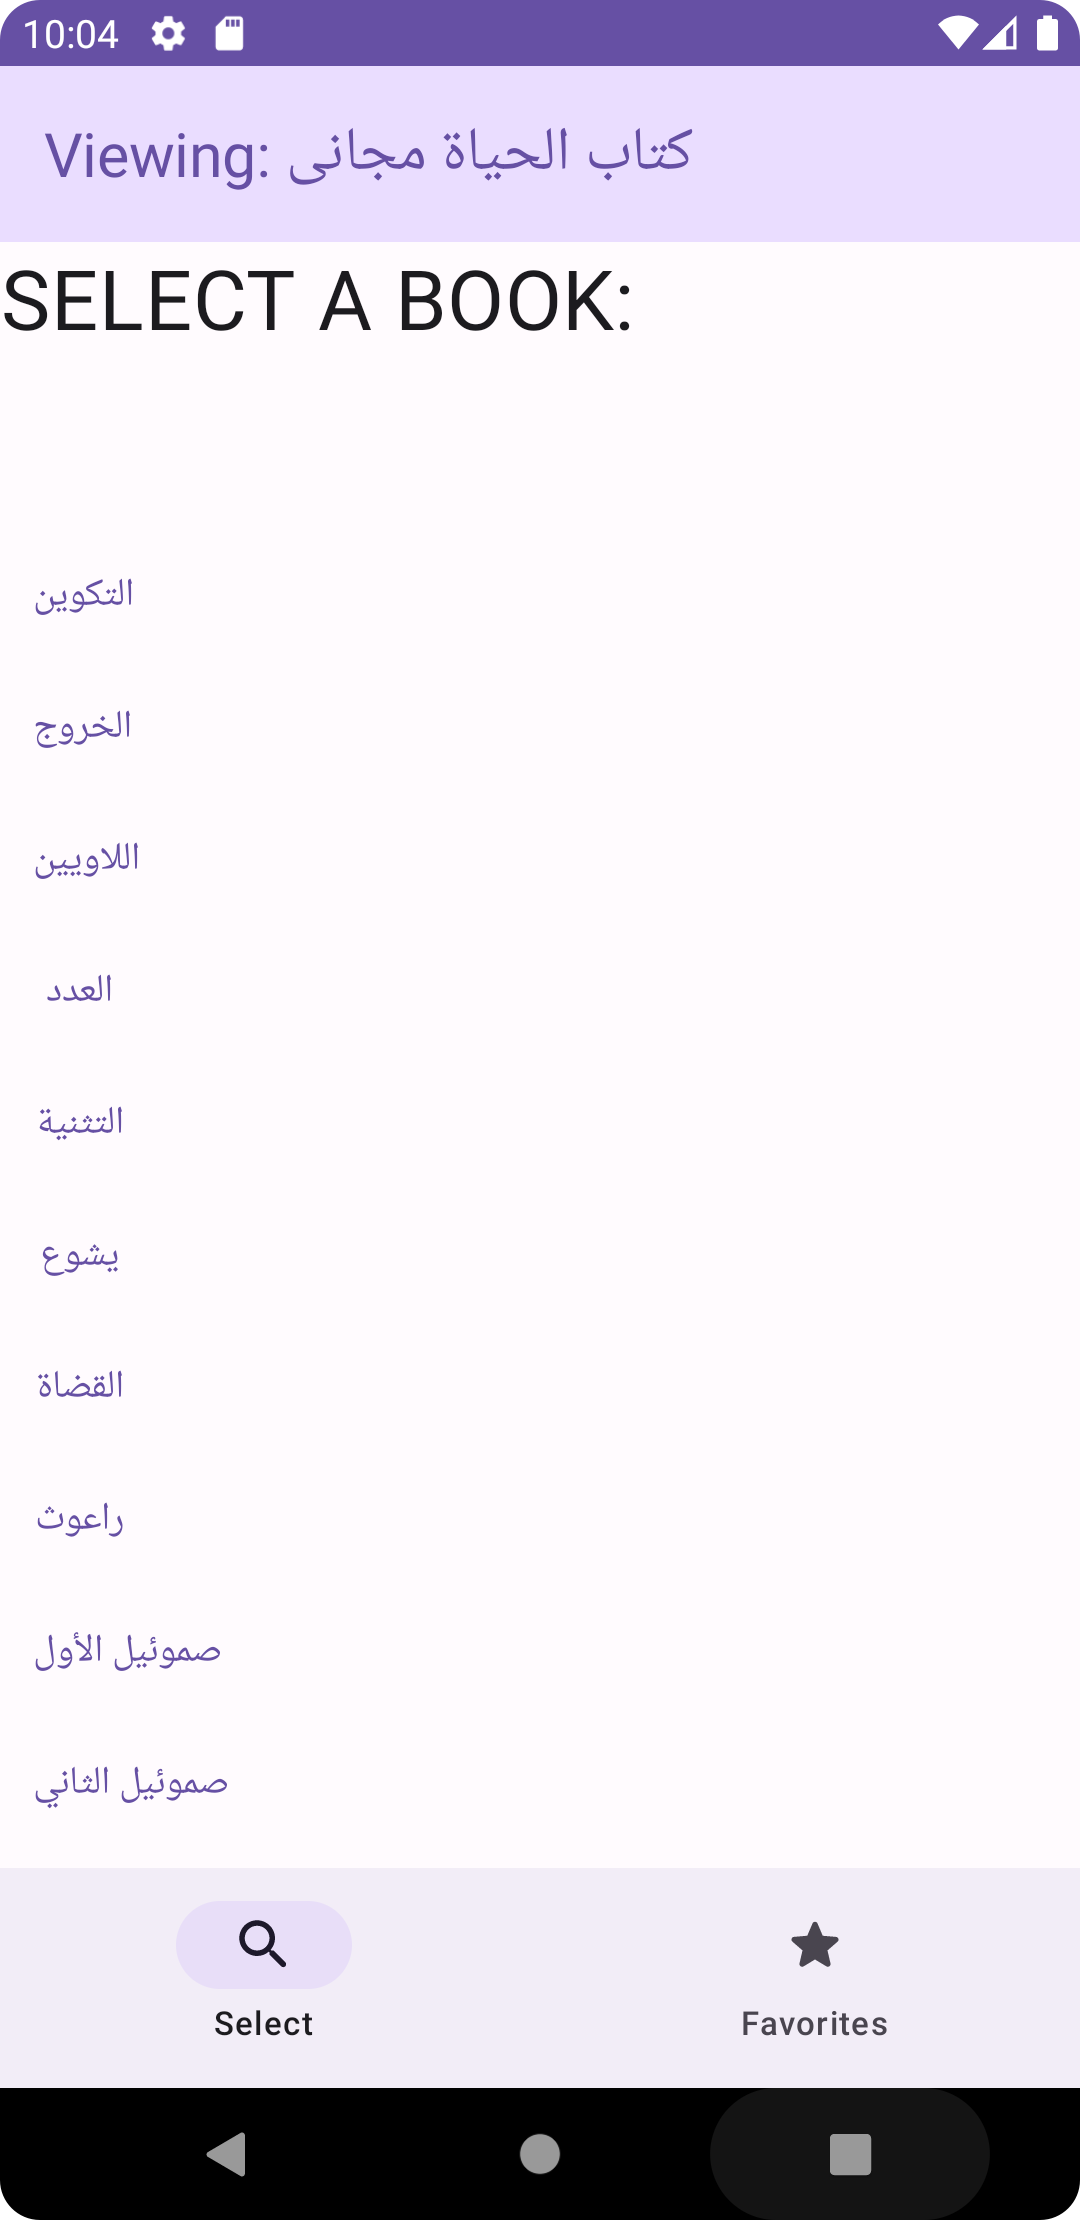 10:04
Viewing: كتاب الحياة مجانى
SELECT A BOOK:
التكوين
الخروج
اللاويين
العدد
التثنية
يشوع
القضاة
راعوث
صموئيل الأول
صموئيل الثاني
Select
Favorites